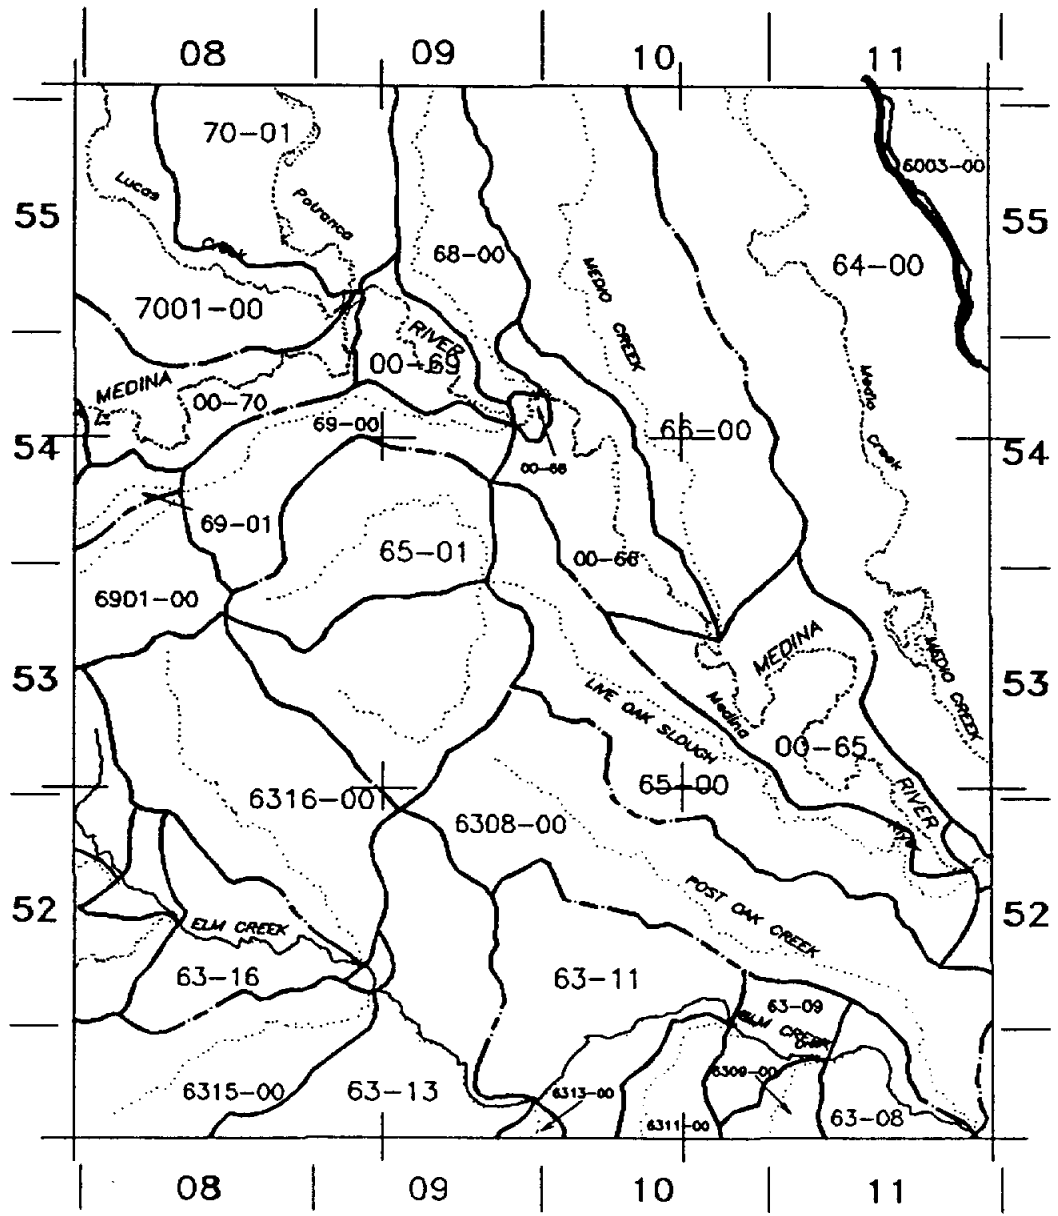 08 09 10 11
70-01
6003-00
Lucas
Potranca
55 55
Creek
68-00
64-00
MEDIO
CREEK
7001-00
RIVER
00-69
MEDINA
00-70
Medio
Creek
69-00
66-00
54 54
00-68
69-01
65-01
00-66
6901-00
MEDINA
MEDIO CREEK
53 53
LIVE OAK SLOUGH
Medina
00-65
65-00
RIVER
River
6316-00
6308-00
POST OAK CREEK
52 52
ELM CREEK
63-16
63-11
63-09
ELM CREEK
6309-00
6315-00
63-13
6313-00
6311-00
63-08
08 09 10 11